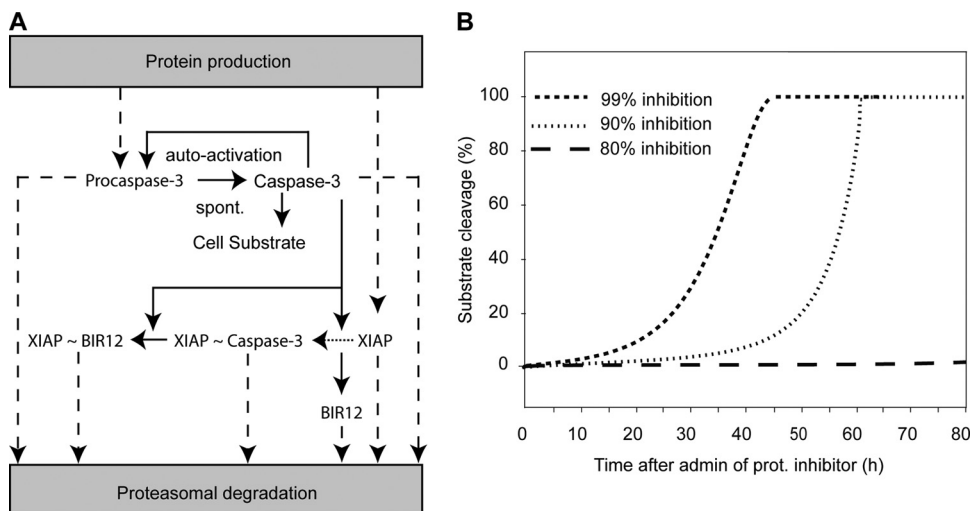 A
Protein production
auto-activation
Procaspase-3
Caspase-3
spont.
Cell Substrate
XIAP ~ BIR12
XIAP ~ Caspase-3
XIAP
BIR12
Proteasomal degradation
B
Substrate cleavage (%)
100
80
60
40
20
0
99% inhibition
90% inhibition
80% inhibition
0 10 20 30 40 50 60 70 80
Time after admin of prot. inhibitor (h)